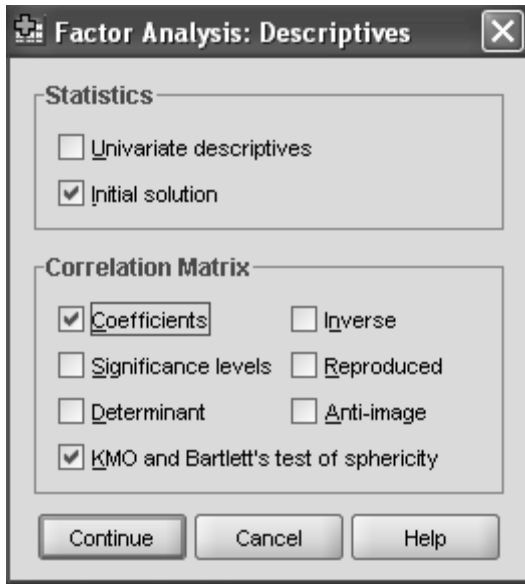 Factor Analysis: Descriptives
Statistics
Univariate descriptives
Initial solution
Correlation Matrix
Coefficients Inverse
Significance levels Reproduced
Determinant Anti-image
KMO and Bartlett's test of sphericity
Continue Cancel Help